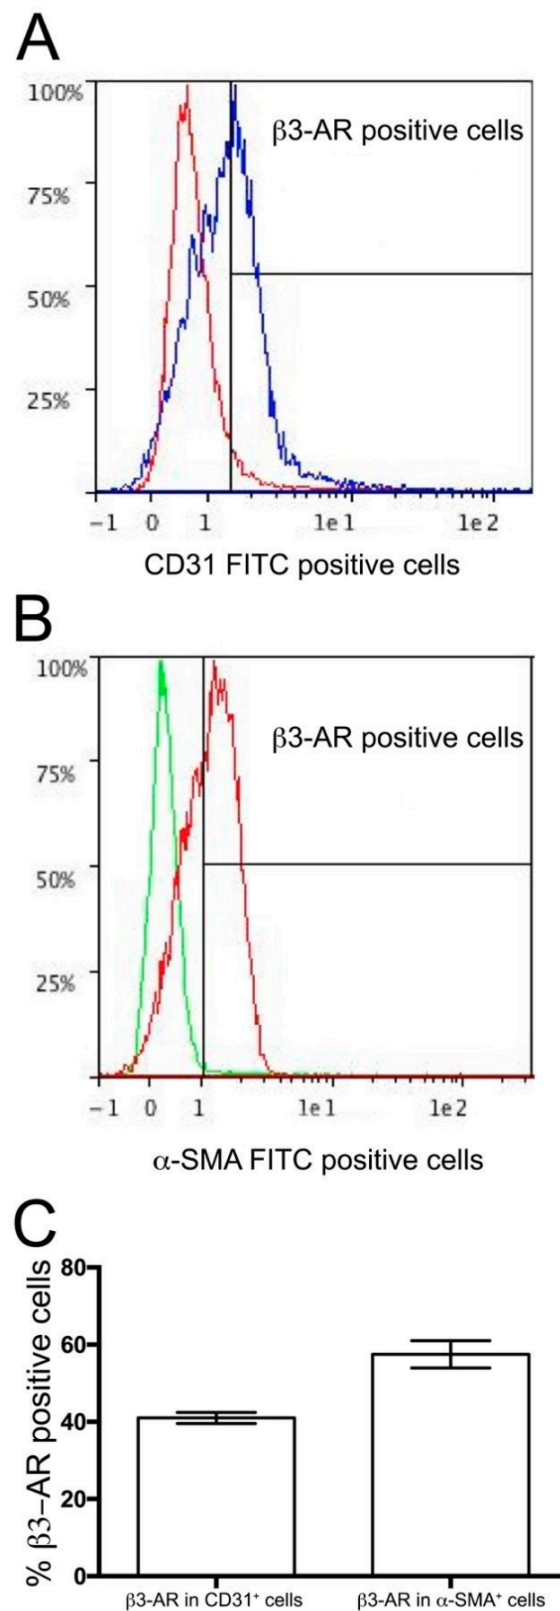 A
100%
β3-AR positive cells
75%
50%
25%
−1 0 1 1e1 1e2
CD31 FITC positive cells
B
100%
β3-AR positive cells
75%
50%
25%
−1 0 1 1e1 1e2
α-SMA FITC positive cells
C
% β3−AR positive cells
80
60
40
20
0
β3-AR in CD31⁺ cells
β3-AR in α-SMA⁺ cells